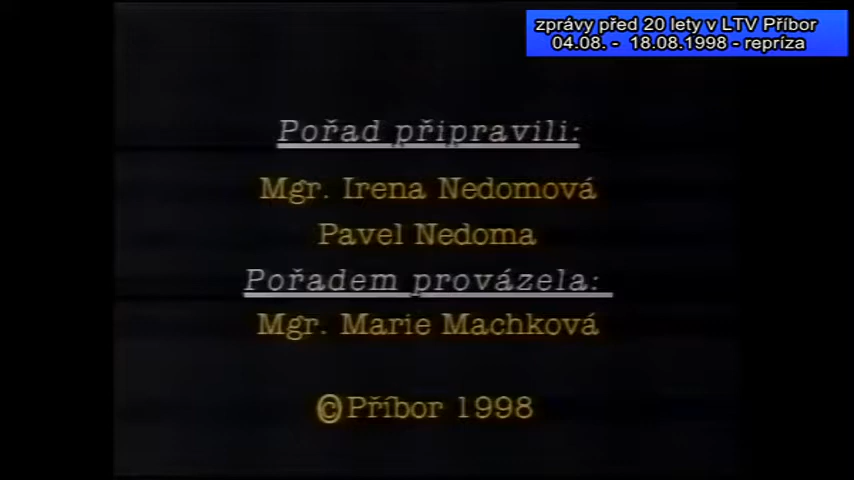 zprávy před 20 lety v LTV Příbor
04.08. - 18.08.1998 - repríza
Pořad připravili:
Mgr. Irena Nedomová
Pavel Nedoma
Pořadem provázela:
Mgr. Marie Machková
©Příbor 1998